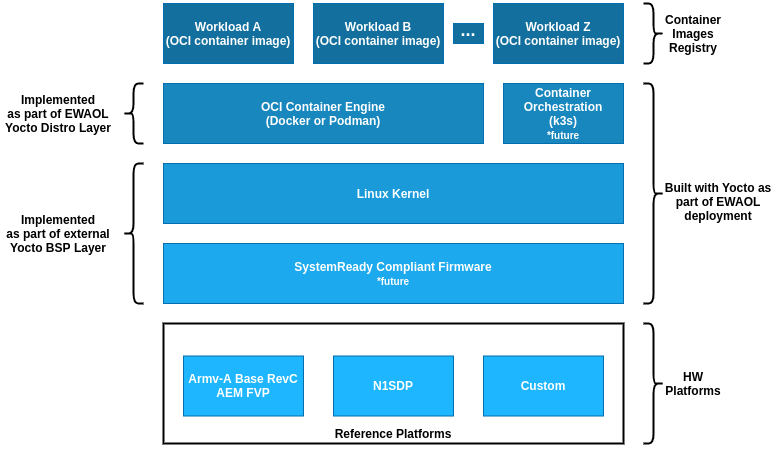 Workload A
(OCI container image)
Workload B
(OCI container image)
...
Workload Z
(OCI container image)
Container
Images
Registry
Implemented
as part of EWAOL
Yocto Distro Layer
OCI Container Engine
(Docker or Podman)
Container
Orchestration
(k3s)
*future
Linux Kernel
Built with Yocto as
part of EWAOL
deployment
Implemented
as part of external
Yocto BSP Layer
SystemReady Compliant Firmware
*future
Armv-A Base RevC
AEM FVP
N1SDP
Custom
HW
Platforms
Reference Platforms